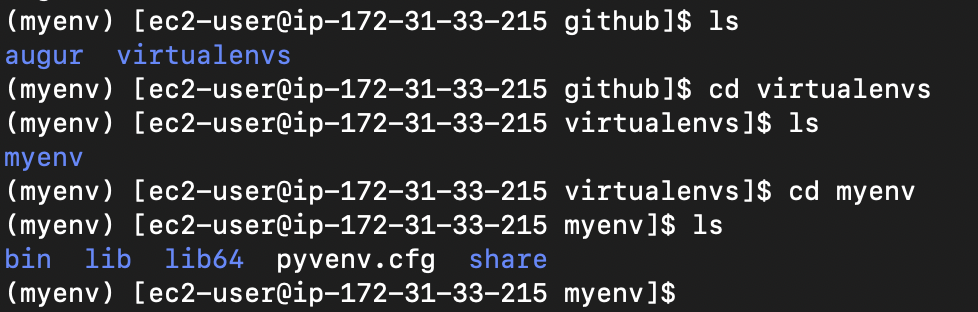 (myenv) [ec2-user@ip-172-31-33-215 github]$ ls
augur  virtualenvs
(myenv) [ec2-user@ip-172-31-33-215 github]$ cd virtualenvs
(myenv) [ec2-user@ip-172-31-33-215 virtualenvs]$ ls
myenv
(myenv) [ec2-user@ip-172-31-33-215 virtualenvs]$ cd myenv
(myenv) [ec2-user@ip-172-31-33-215 myenv]$ ls
bin  lib  lib64  pyvenv.cfg  share
(myenv) [ec2-user@ip-172-31-33-215 myenv]$